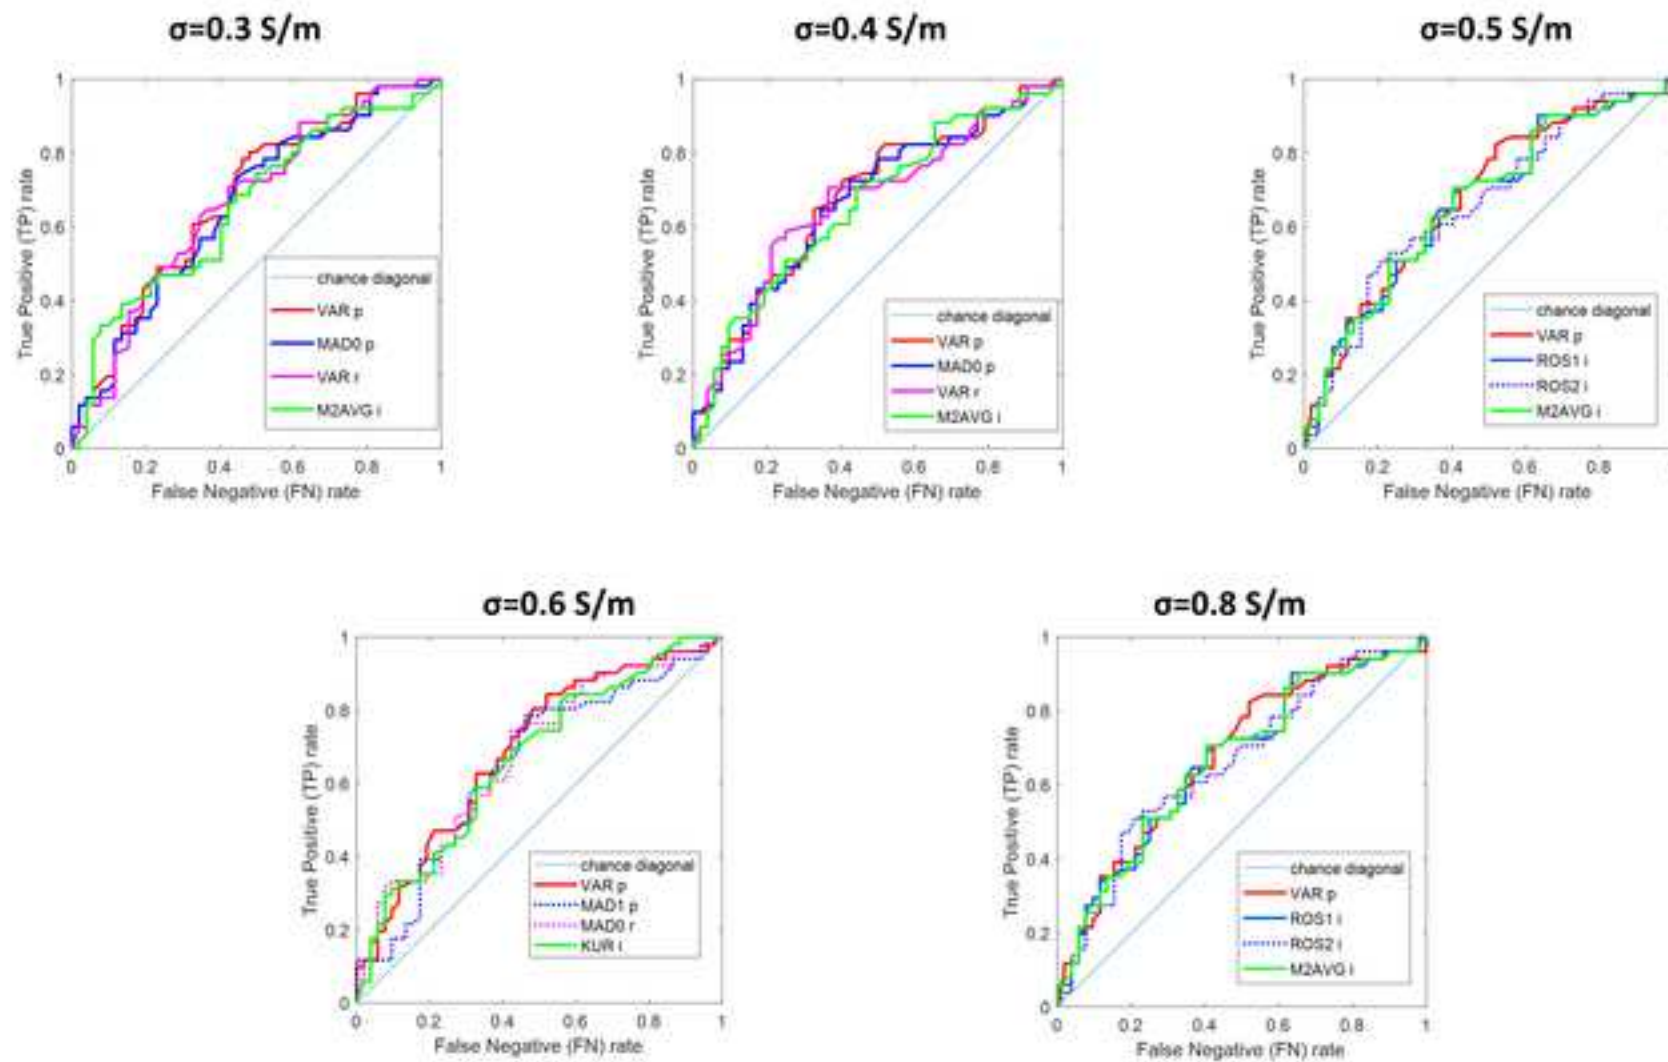 σ=0.3 S/m
True Positive (TP) rate
1
0.8
0.6
0.4
0.2
0
0 0.2 0.4 0.6 0.8 1
False Negative (FN) rate
chance diagonal
VAR p
MAD0 p
VAR r
M2AVG i
σ=0.4 S/m
True Positive (TP) rate
1
0.8
0.6
0.4
0.2
0
0 0.2 0.4 0.6 0.8 1
False Negative (FN) rate
chance diagonal
VAR p
MAD0 p
VAR r
M2AVG i
σ=0.5 S/m
True Positive (TP) rate
1
0.8
0.6
0.4
0.2
0
0 0.2 0.4 0.6 0.8
False Negative (FN) rate
chance diagonal
VAR p
ROS1 i
ROS2 i
M2AVG i
σ=0.6 S/m
True Positive (TP) rate
1
0.8
0.6
0.4
0.2
0
0 0.2 0.4 0.6 0.8 1
False Negative (FN) rate
chance diagonal
VAR p
MAD1 p
MAD0 r
KUR i
σ=0.8 S/m
True Positive (TP) rate
1
0.8
0.6
0.4
0.2
0
0 0.2 0.4 0.6 0.8 1
False Negative (FN) rate
chance diagonal
VAR p
ROS1 i
ROS2 i
M2AVG i